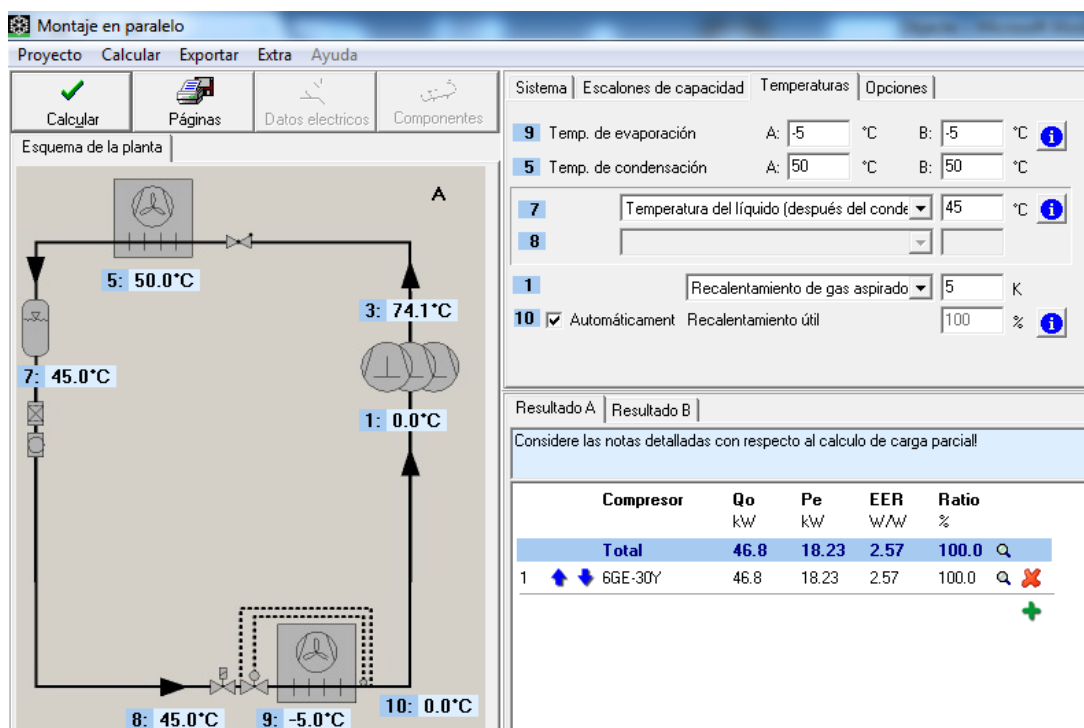 Montaje en paralelo
Proyecto Calcular Exportar Extra Ayuda
Calcular Páginas Datos electricos Componentes
Esquema de la planta
A
5: 50.0°C
3: 74.1°C
7: 45.0°C
1: 0.0°C
10: 0.0°C
8: 45.0°C 9: -5.0°C
Sistema Escalones de capacidad Temperaturas Opciones
9 Temp. de evaporación A: -5 °C B: -5 °C
5 Temp. de condensación A: 50 °C B: 50 °C
7 Temperatura del líquido (después del conde 45 °C
8
1 Recalentamiento de gas aspirado 5 K
10 Automáticament Recalentamiento útil 100 %
Resultado A Resultado B
Considere las notas detalladas con respecto al calculo de carga parcial!
Compresor Qo Pe EER Ratio
kW kW W/W %
Total 46.8 18.23 2.57 100.0
1 6GE-30Y 46.8 18.23 2.57 100.0